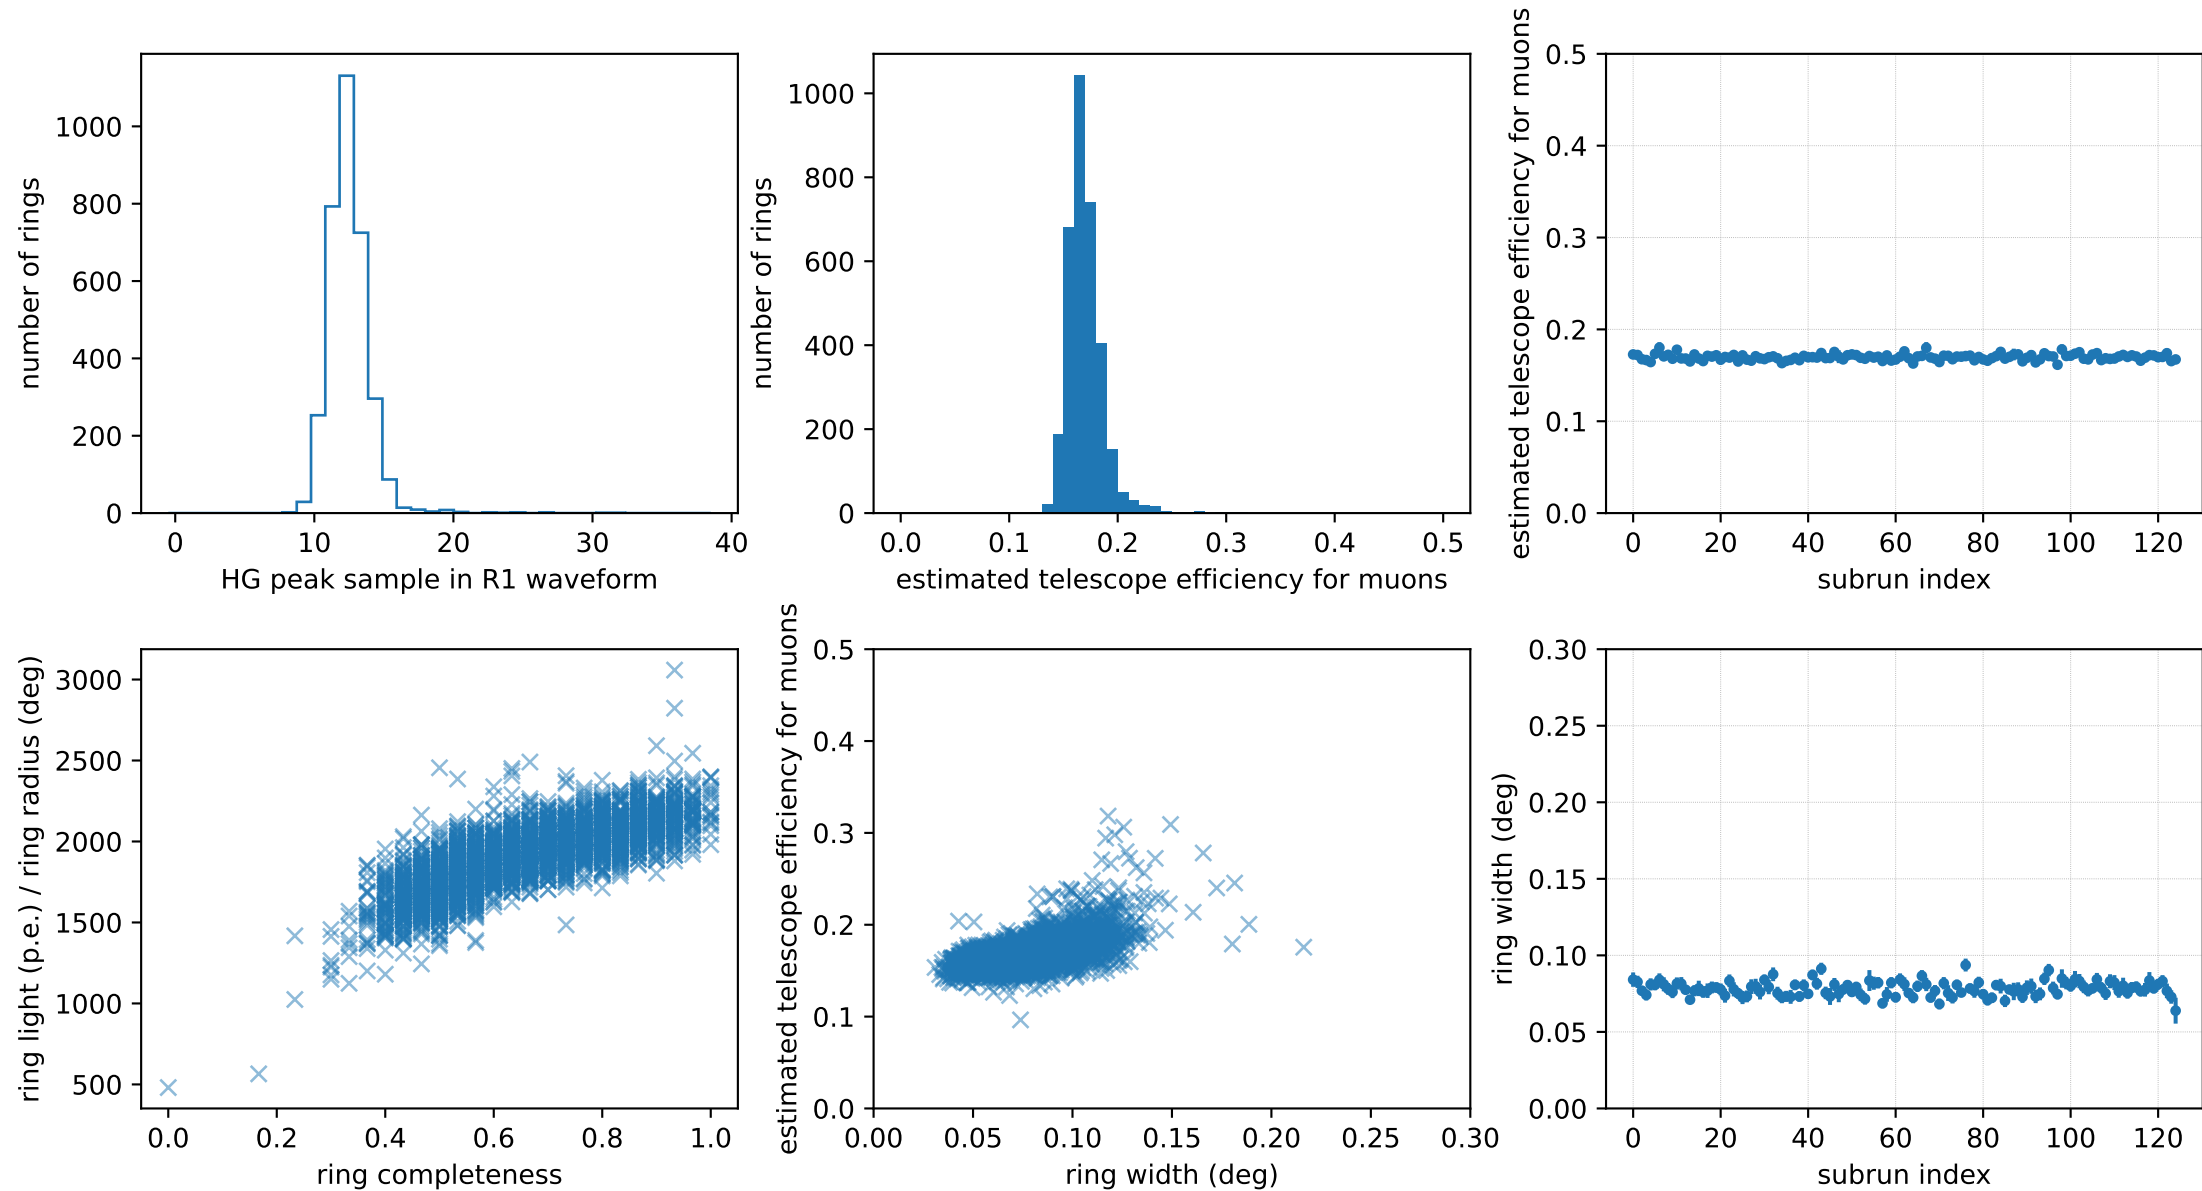 number of rings
1000
800
600
400
200
0
0 10 20 30 40
HG peak sample in R1 waveform
number of rings
1000
800
600
400
200
0
0.0 0.1 0.2 0.3 0.4 0.5
estimated telescope efficiency for muons
estimated telescope efficiency for muons
0.5
0.4
0.3
0.2
0.1
0.0
0 20 40 60 80 100 120
subrun index
ring light (p.e.) / ring radius (deg)
3000
2500
2000
1500
1000
500
0.0 0.2 0.4 0.6 0.8 1.0
ring completeness
estimated telescope efficiency for muons
0.5
0.4
0.3
0.2
0.1
0.0
0.00 0.05 0.10 0.15 0.20 0.25 0.30
ring width (deg)
ring width (deg)
0.30
0.25
0.20
0.15
0.10
0.05
0.00
0 20 40 60 80 100 120
subrun index